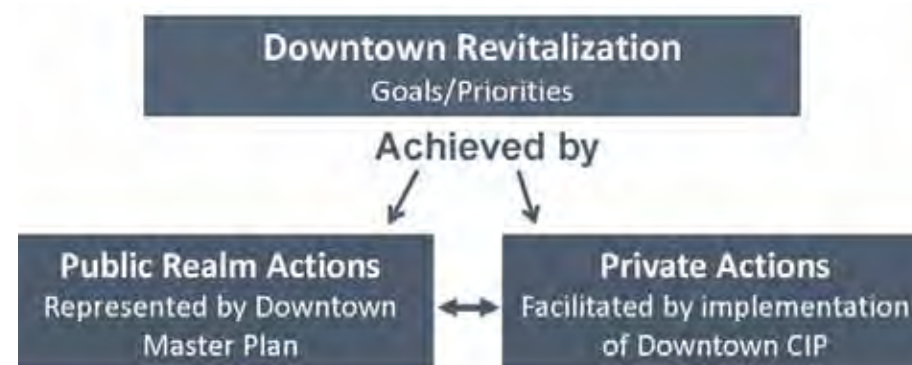 Downtown Revitalization
Goals/Priorities
Achieved by
Public Realm Actions
Represented by Downtown
Master Plan
Private Actions
Facilitated by implementation
of Downtown CIP